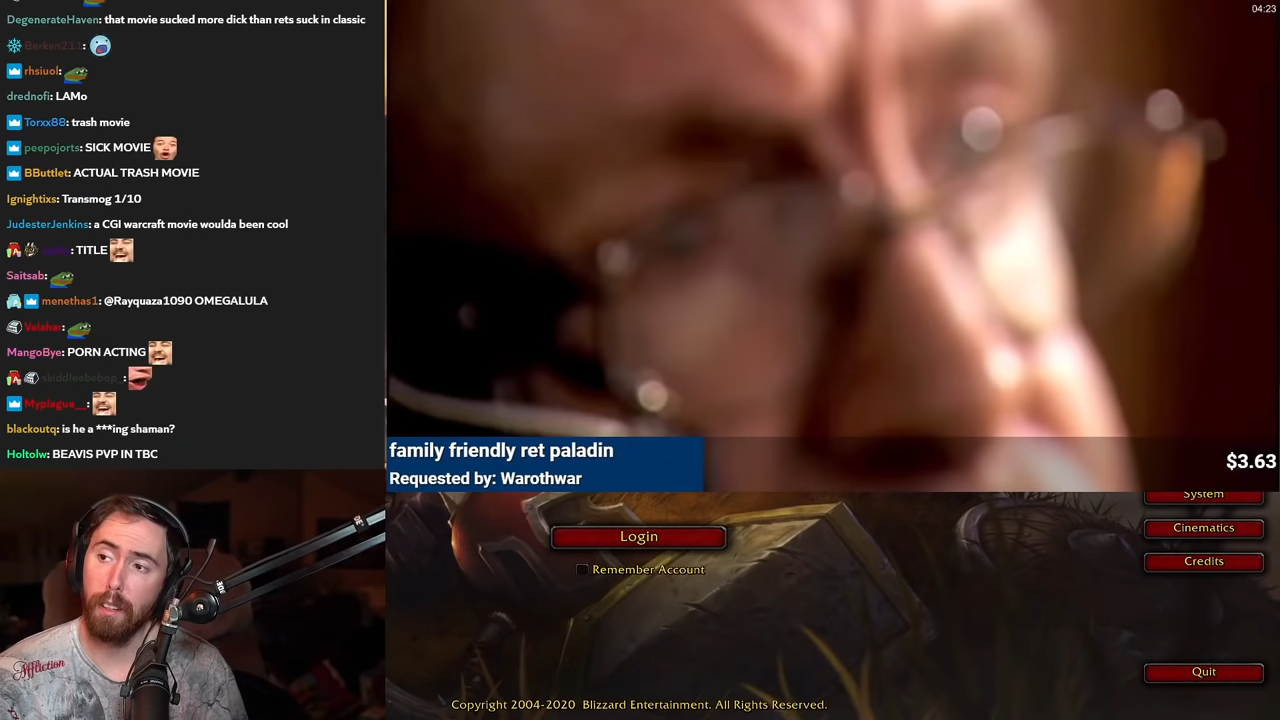 DegenerateHaven: that movie sucked more dick than rets suck in classic
Berken213:
rhsiuol:
drednofi: LAMo
Torxx88: trash movie
peepojorts: SICK MOVIE
BButtlet: ACTUAL TRASH MOVIE
Ignightixs: Transmog 1/10
JudesterJenkins: a CGI warcraft movie woulda been cool
: TITLE
Saitsab:
menethas1: @Rayquaza1090 OMEGALULA
Velahar:
MangoBye: PORN ACTING
skiddleebebop_:
Myplague__:
blackoutq: is he a ***ing shaman?
Holtolw: BEAVIS PVP IN TBC
04:23
family friendly ret paladin
Requested by: Warothwar
$3.63
System
Login
Cinematics
Remember Account
Credits
Quit
Affliction
Copyright 2004-2020 Blizzard Entertainment. All Rights Reserved.